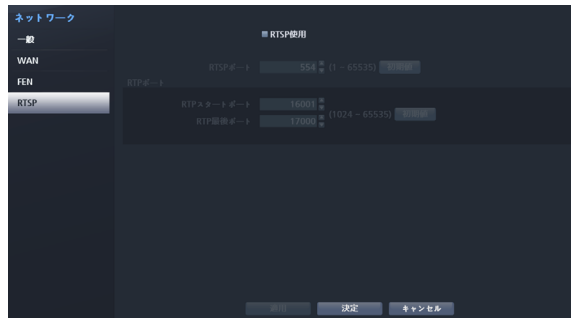 ネットワーク
一般
WAN
FEN
RTSP
RTSP使用
RTSPポート 554 (1 ~ 65535) 初期値
RTPポート
RTPスタートポート 16001
(1024 ~ 65535) 初期値
RTP最後ポート 17000
適用 決定 キャンセル